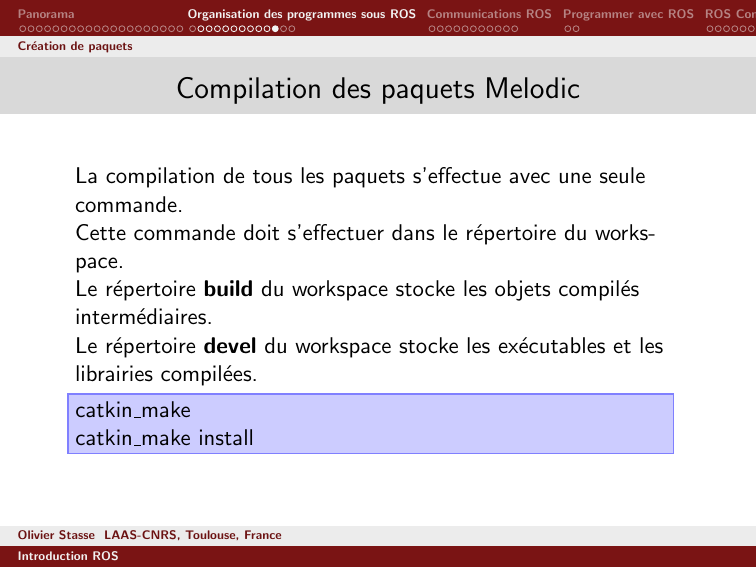 Panorama Organisation des programmes sous ROS Communications ROS Programmer avec ROS ROS Con
Création de paquets
Compilation des paquets Melodic
La compilation de tous les paquets s'effectue avec une seule
commande.
Cette commande doit s'effectuer dans le répertoire du works-
pace.
Le répertoire build du workspace stocke les objets compilés
intermédiaires.
Le répertoire devel du workspace stocke les exécutables et les
librairies compilées.
catkin_make
catkin_make install
Olivier Stasse LAAS-CNRS, Toulouse, France
Introduction ROS